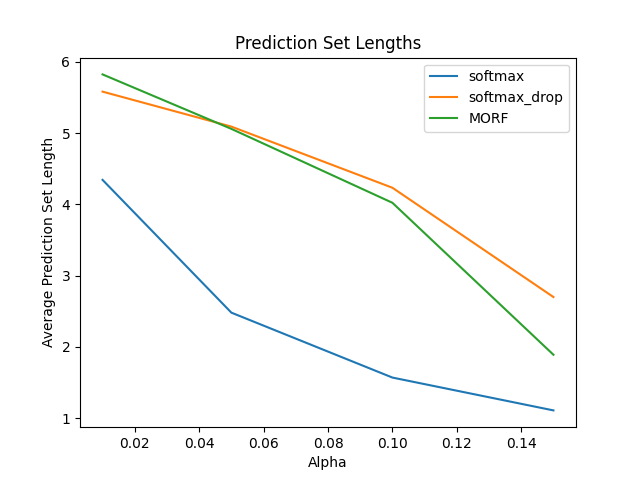 Prediction Set Lengths
softmax
softmax_drop
MORF
Average Prediction Set Length
6
5
4
3
2
1
0.02 0.04 0.06 0.08 0.10 0.12 0.14
Alpha